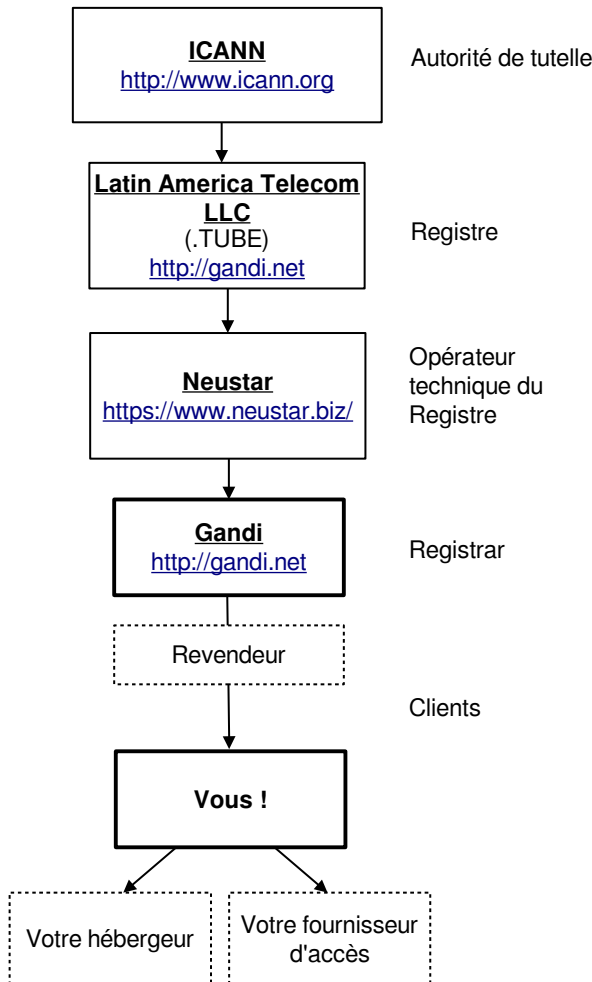 ICANN
http://www.icann.org
Autorité de tutelle
Latin America Telecom
LLC
(.TUBE)
http://gandi.net
Registre
Neustar
https://www.neustar.biz/
Opérateur
technique du
Registre
Gandi
http://gandi.net
Registrar
Revendeur
Clients
Vous !
Votre hébergeur
Votre fournisseur
d'accès